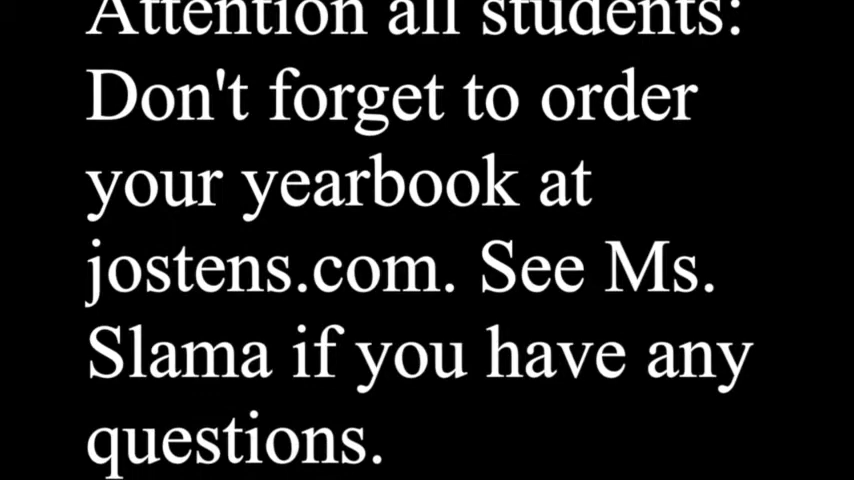 Attention all students:
Don't forget to order
your yearbook at
jostens.com. See Ms.
Slama if you have any
questions.